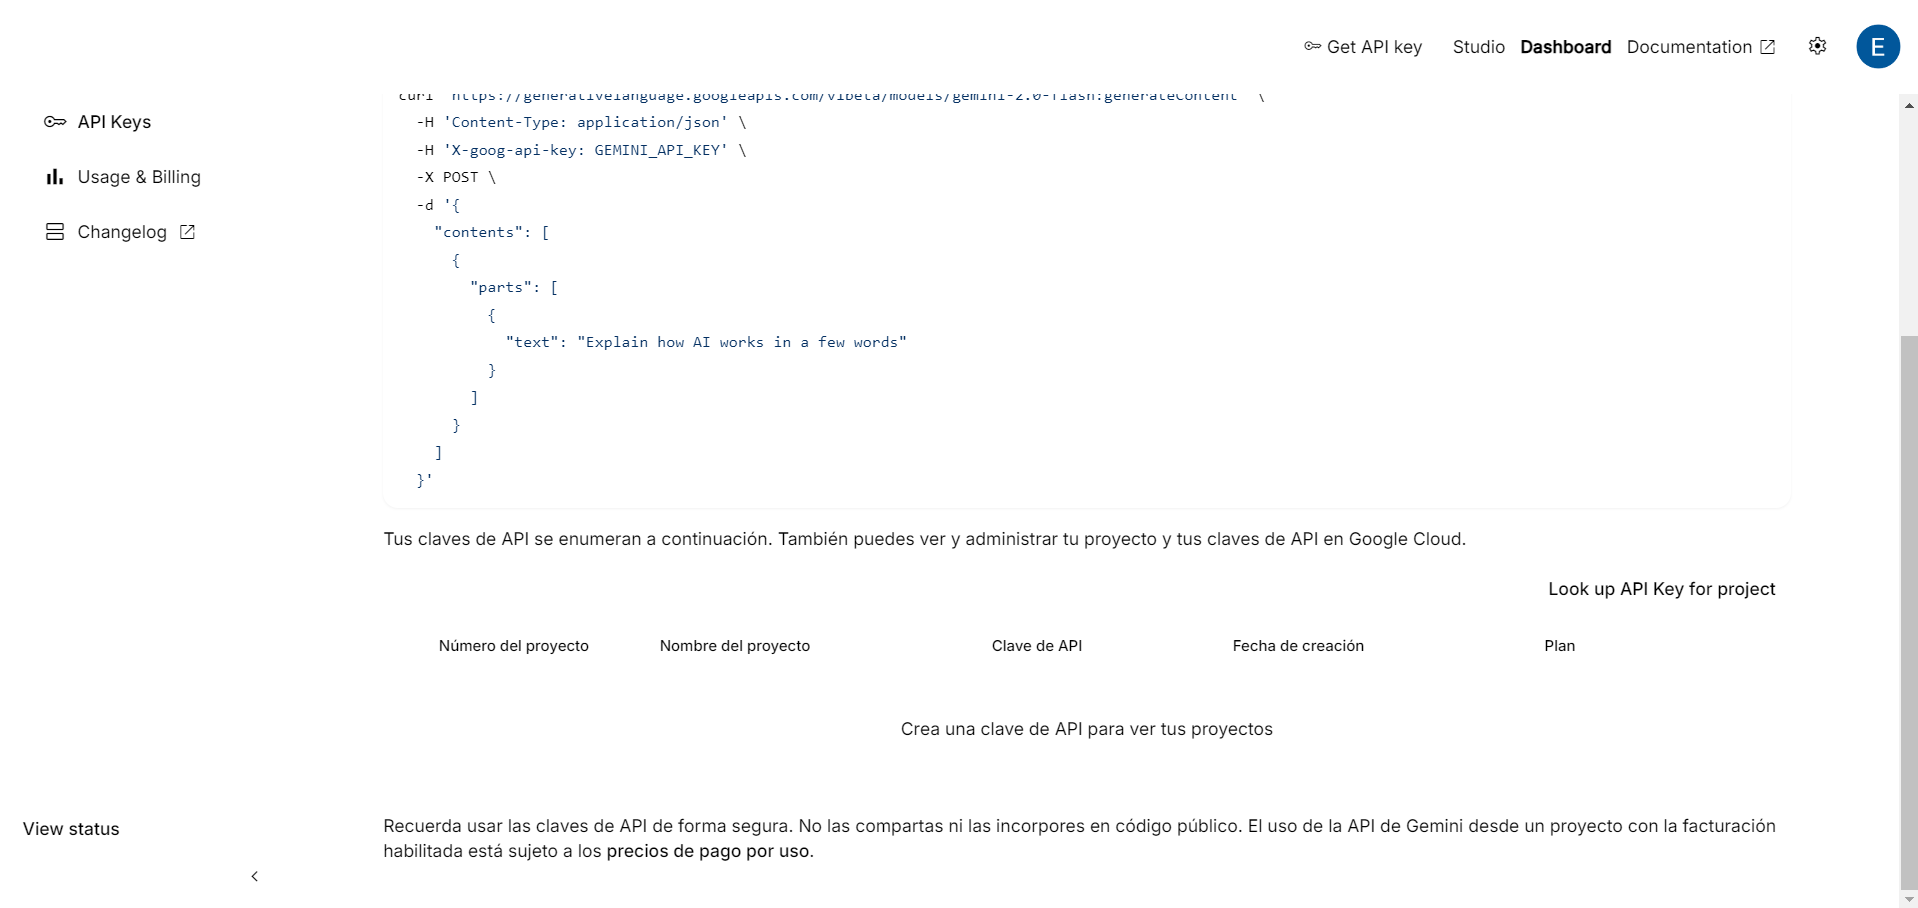 Get API key
Studio
Dashboard
Documentation
E
API Keys
Usage & Billing
Changelog
curl "https://generativelanguage.googleapis.com/v1beta/models/gemini-2.0-flash:generateContent" \
-H 'Content-Type: application/json' \
-H 'X-goog-api-key: GEMINI_API_KEY' \
-X POST \
-d '{
"contents": [
{
"parts": [
{
"text": "Explain how AI works in a few words"
}
]
}
]
}'
Tus claves de API se enumeran a continuación. También puedes ver y administrar tu proyecto y tus claves de API en Google Cloud.
Look up API Key for project
Número del proyecto
Nombre del proyecto
Clave de API
Fecha de creación
Plan
Crea una clave de API para ver tus proyectos
View status
Recuerda usar las claves de API de forma segura. No las compartas ni las incorpores en código público. El uso de la API de Gemini desde un proyecto con la facturación
habilitada está sujeto a los precios de pago por uso.